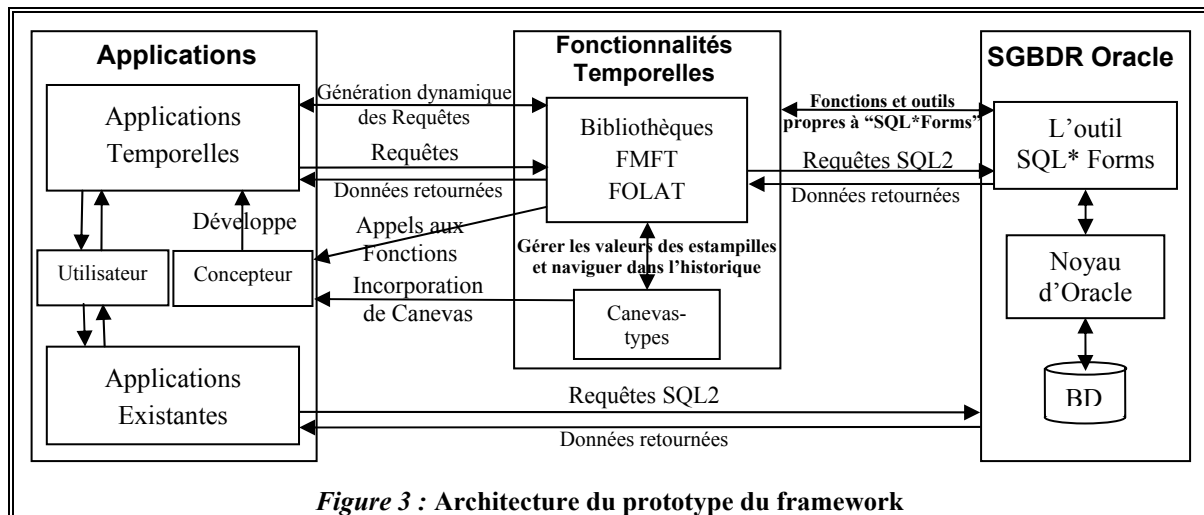 Applications
Applications
Temporelles
Développe
Utilisateur
Concepteur
Applications
Existantes
Génération dynamique
des Requêtes
Requêtes
Données retournées
Appels aux
Fonctions
Incorporation
de Canevas
Fonctionnalités
Temporelles
Bibliothèques
FMFT
FOLAT
Gérer les valeurs des estampilles
et naviguer dans l’historique
Canevas-
types
Fonctions et outils
propres à “SQL*Forms”
Requêtes SQL2
Données retournées
SGBDR Oracle
L’outil
SQL* Forms
Noyau
d’Oracle
BD
Requêtes SQL2
Données retournées
Figure 3 : Architecture du prototype du framework